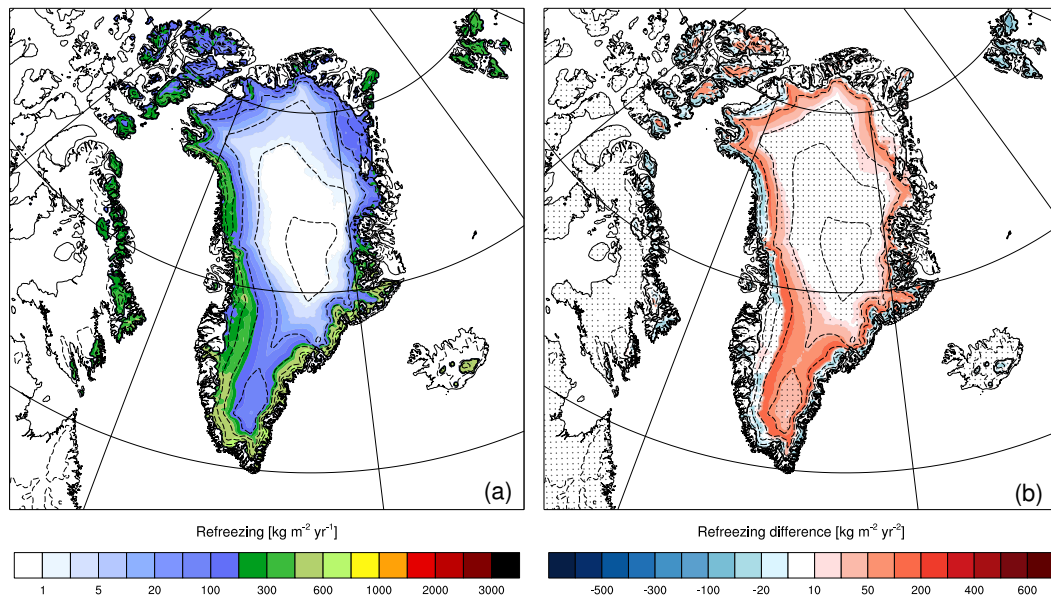 (a)
(b)
Refreezing [kg m⁻² yr⁻¹]
Refreezing difference [kg m⁻² yr⁻²]
1 5 20 100 300 600 1000 2000 3000
-500 -300 -100 -20 10 50 200 400 600